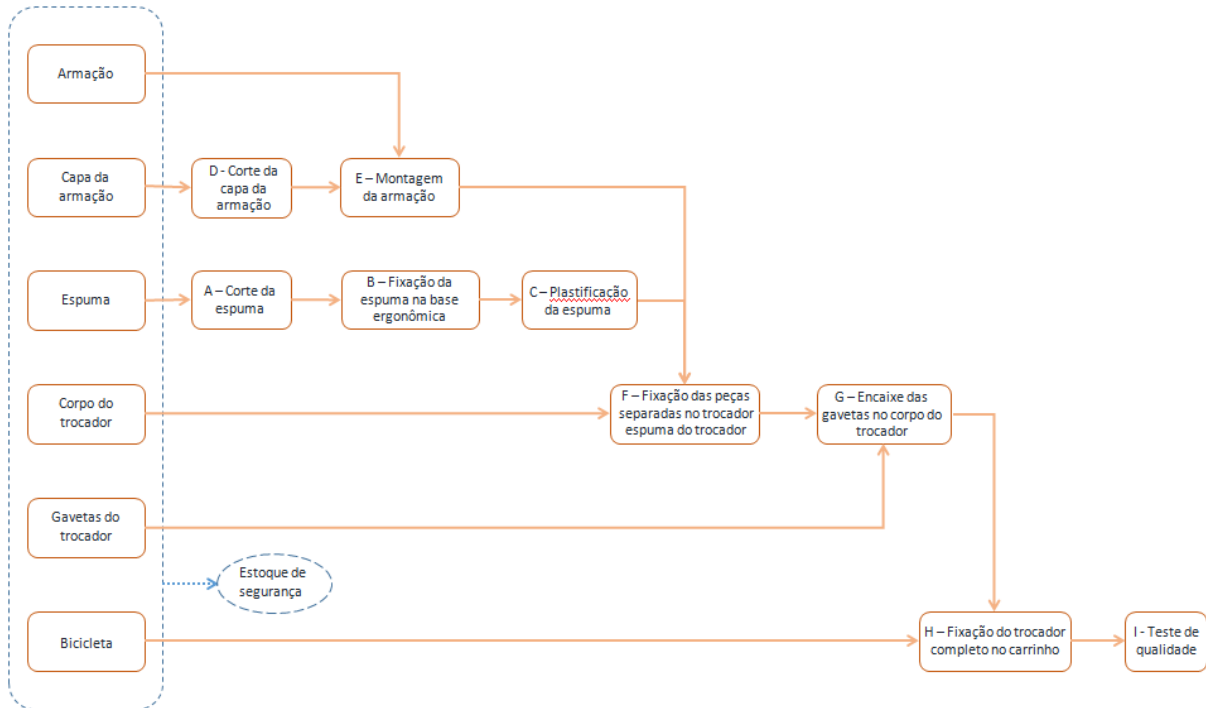 Armação
Capa da
armação
D - Corte da
capa da
armação
E – Montagem
da armação
Espuma
A – Corte da
espuma
B – Fixação da
espuma na base
ergonômica
C – Plastificação
da espuma
Corpo do
trocador
F – Fixação das peças
separadas no trocador
espuma do trocador
G – Encaixe das
gavetas no corpo do
trocador
Gavetas do
trocador
Estoque de
segurança
Bicicleta
H – Fixação do trocador
completo no carrinho
I - Teste de
qualidade